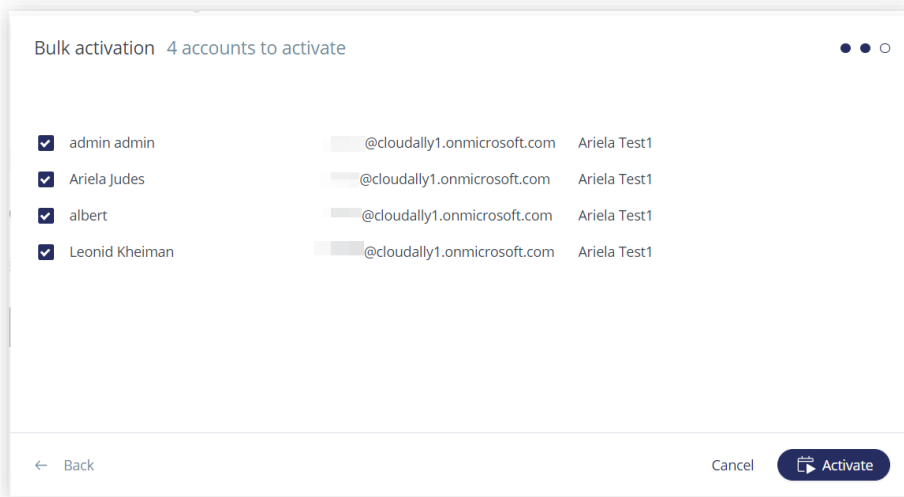 Bulk activation 4 accounts to activate
admin admin @cloudally1.onmicrosoft.com Ariela Test1
Ariela Judes @cloudally1.onmicrosoft.com Ariela Test1
albert @cloudally1.onmicrosoft.com Ariela Test1
Leonid Kheiman @cloudally1.onmicrosoft.com Ariela Test1
← Back Cancel Activate